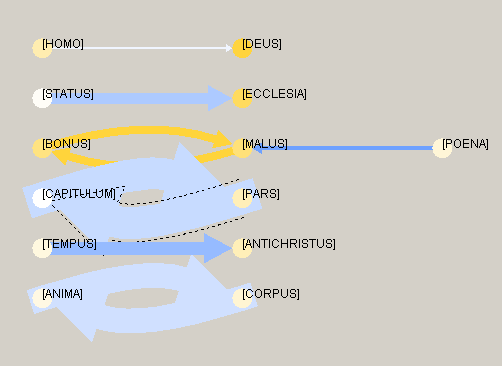 [HOMO] [DEUS]
[STATUS] [ECCLESIA]
[BONUS] [MALUS] [POENA]
[CAPITULUM] [PARS]
[TEMPUS] [ANTICHRISTUS]
[ANIMA] [CORPUS]